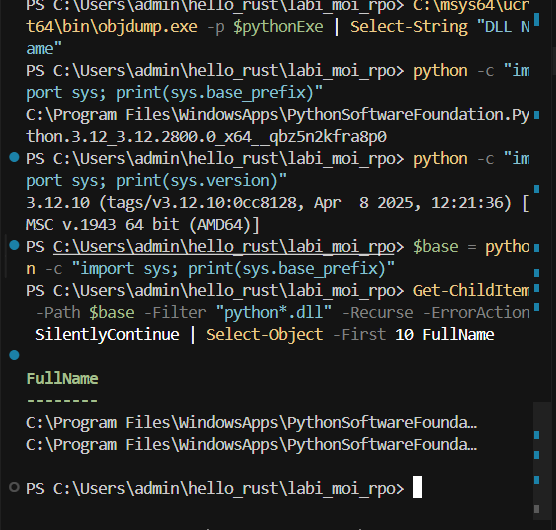 PS C:\Users\admin\hello_rust\labi_moi_rpo> C:\msys64\ucr
t64\bin\objdump.exe -p $pythonExe | Select-String "DLL N
ame"
PS C:\Users\admin\hello_rust\labi_moi_rpo> python -c "im
port sys; print(sys.base_prefix)"
C:\Program Files\WindowsApps\PythonSoftwareFoundation.Py
thon.3.12_3.12.2800.0_x64__qbz5n2kfra8p0
PS C:\Users\admin\hello_rust\labi_moi_rpo> python -c "im
port sys; print(sys.version)"
3.12.10 (tags/v3.12.10:0cc8128, Apr  8 2025, 12:21:36) [
MSC v.1943 64 bit (AMD64)]
PS C:\Users\admin\hello_rust\labi_moi_rpo> $base = pytho
n -c "import sys; print(sys.base_prefix)"
PS C:\Users\admin\hello_rust\labi_moi_rpo> Get-ChildItem
 -Path $base -Filter "python*.dll" -Recurse -ErrorAction
 SilentlyContinue | Select-Object -First 10 FullName
FullName
--------
C:\Program Files\WindowsApps\PythonSoftwareFounda…
C:\Program Files\WindowsApps\PythonSoftwareFounda…
PS C:\Users\admin\hello_rust\labi_moi_rpo>